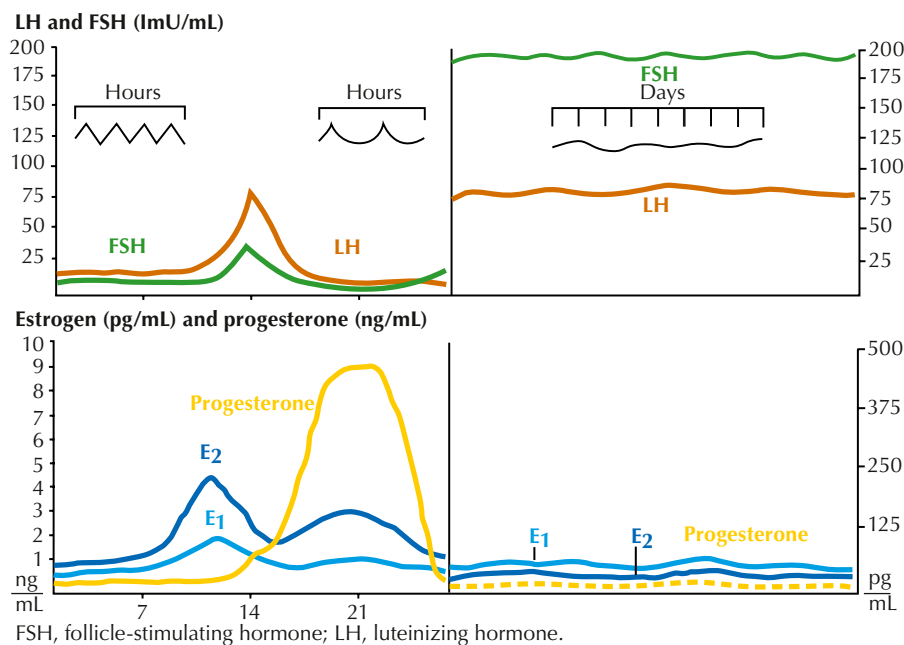 LH and FSH (ImU/mL)
200 200
175 FSH 175
Hours Hours Days
150 150
125 125
100 100
75 LH 75
50 50
FSH LH
25 25
Estrogen (pg/mL) and progesterone (ng/mL)
10 500
9
8
Progesterone 375
7
6
E2
5 250
4
E1
3
2 E1 E2 Progesterone 125
1
ng pg
mL 7 14 21 mL
FSH, follicle-stimulating hormone; LH, luteinizing hormone.